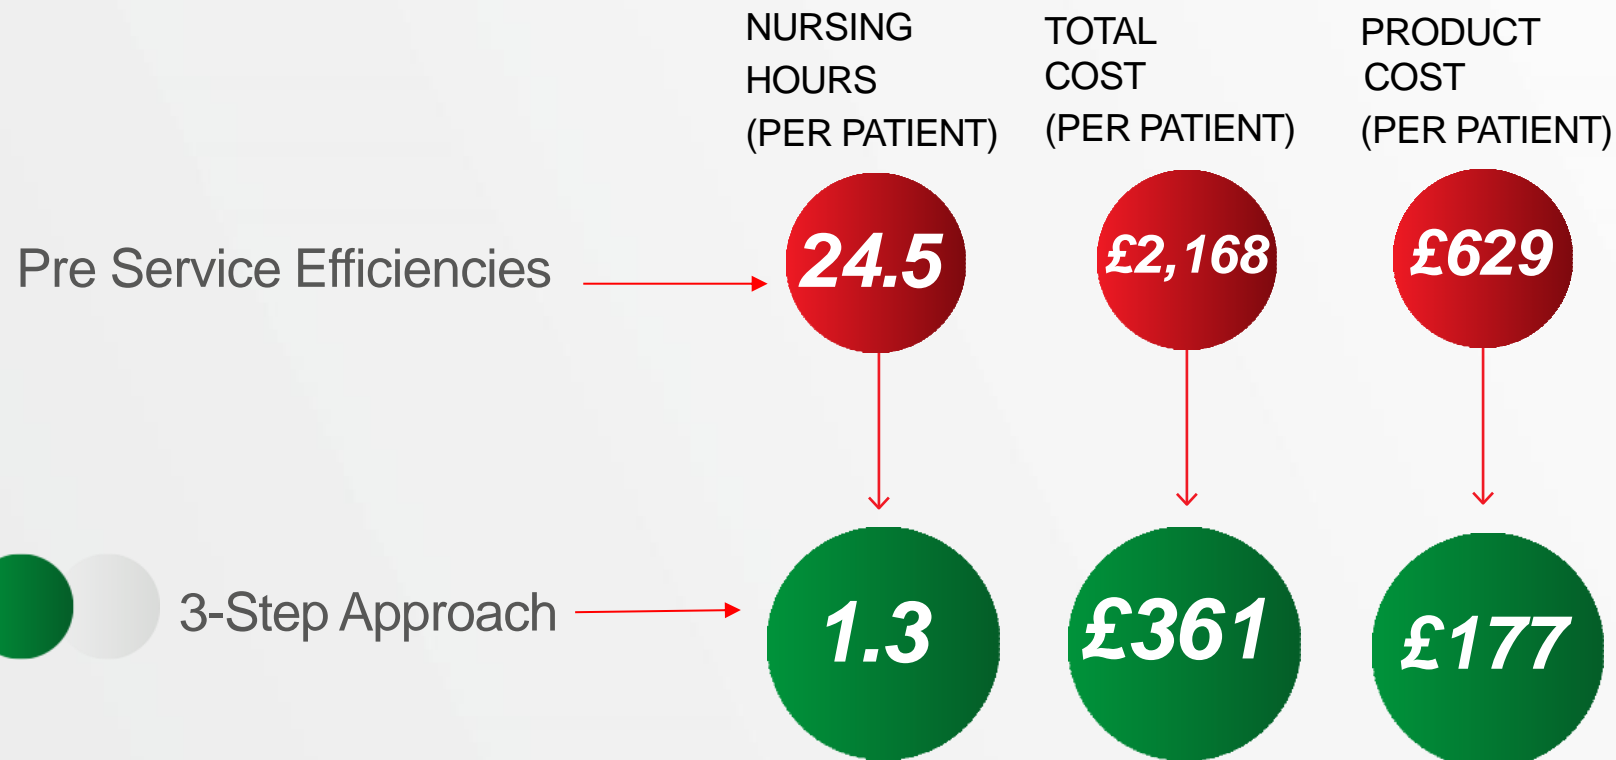 NURSING
HOURS
(PER PATIENT)
TOTAL
COST
(PER PATIENT)
PRODUCT
COST
(PER PATIENT)
Pre Service Efficiencies
24.5
£2,168
£629
3-Step Approach
1.3
£361
£177